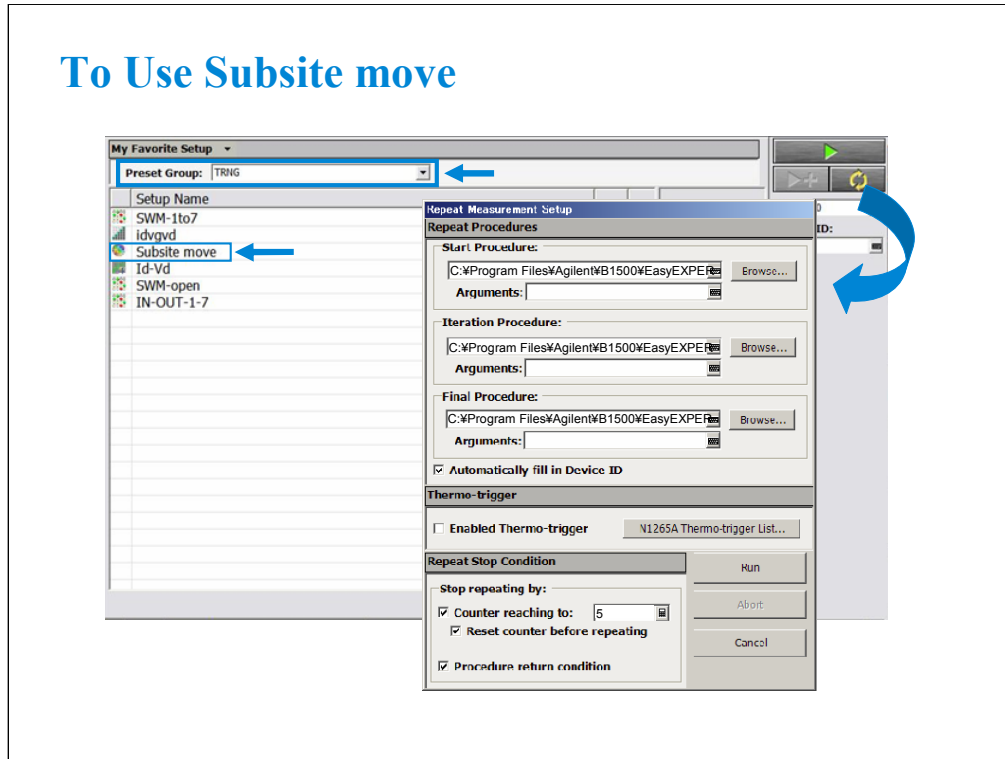 To Use Subsite move
My Favorite Setup
Preset Group: TRNG
Setup Name
SWM-1to7
idvgvd
Subsite move
Id-Vd
SWM-open
IN-OUT-1-7
0
ID:
Repeat Measurement Setup
Repeat Procedures
Start Procedure:
C:¥Program Files¥Agilent¥B1500¥EasyEXPER
Browse...
Arguments:
Iteration Procedure:
C:¥Program Files¥Agilent¥B1500¥EasyEXPER
Browse...
Arguments:
Final Procedure:
C:¥Program Files¥Agilent¥B1500¥EasyEXPER
Browse...
Arguments:
Automatically fill in Device ID
Thermo-trigger
Enabled Thermo-trigger
N1265A Thermo-trigger List...
Repeat Stop Condition
Run
Stop repeating by:
Counter reaching to: 5
Abort
Reset counter before repeating
Cancel
Procedure return condition